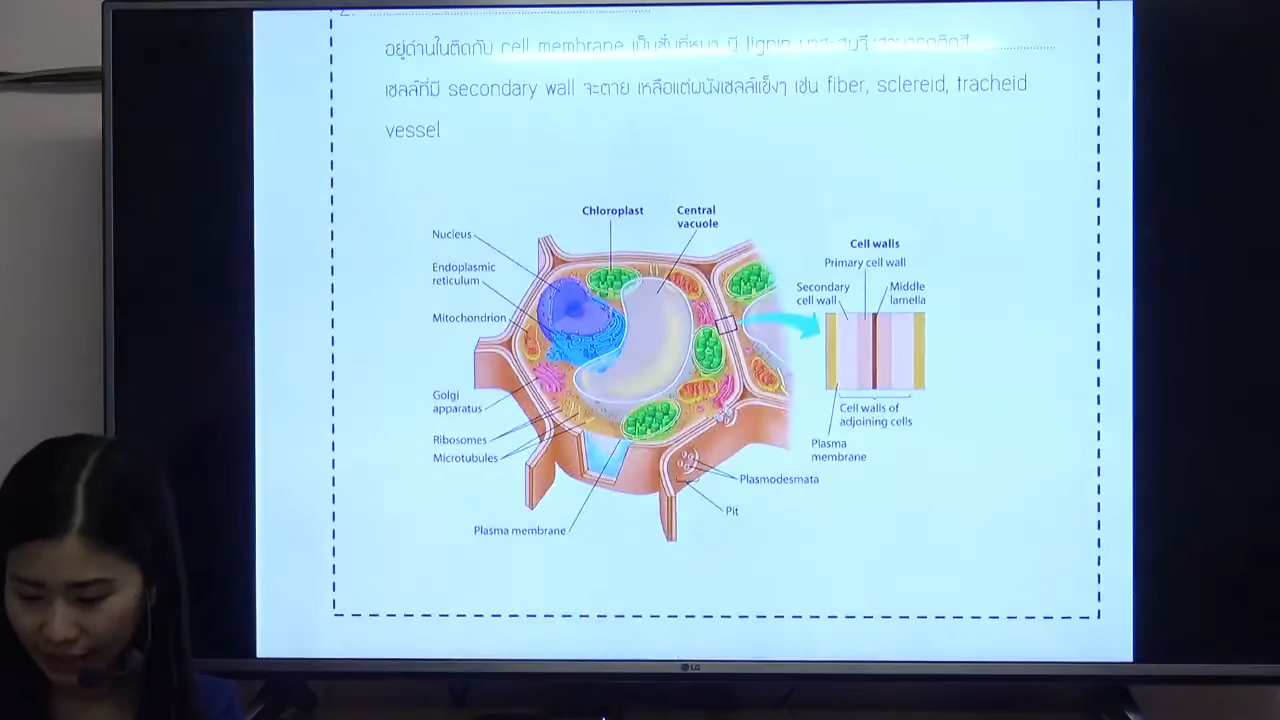 2.
อยู่ด้านในติดกับ cell membrane เป็นชั้นที่หนา มี lignin
เซลล์ที่มี secondary wall จะตาย เหลือแต่ผนังเซลล์แข็งๆ เช่น fiber, sclereid, tracheid
vessel
Chloroplast
Central
vacuole
Nucleus
Endoplasmic
reticulum
Mitochondrion
Golgi
apparatus
Ribosomes
Microtubules
Plasma membrane
Plasmodesmata
Pit
Cell walls
Primary cell wall
Secondary
cell wall
Middle
lamella
Cell walls of
adjoining cells
Plasma
membrane
LG